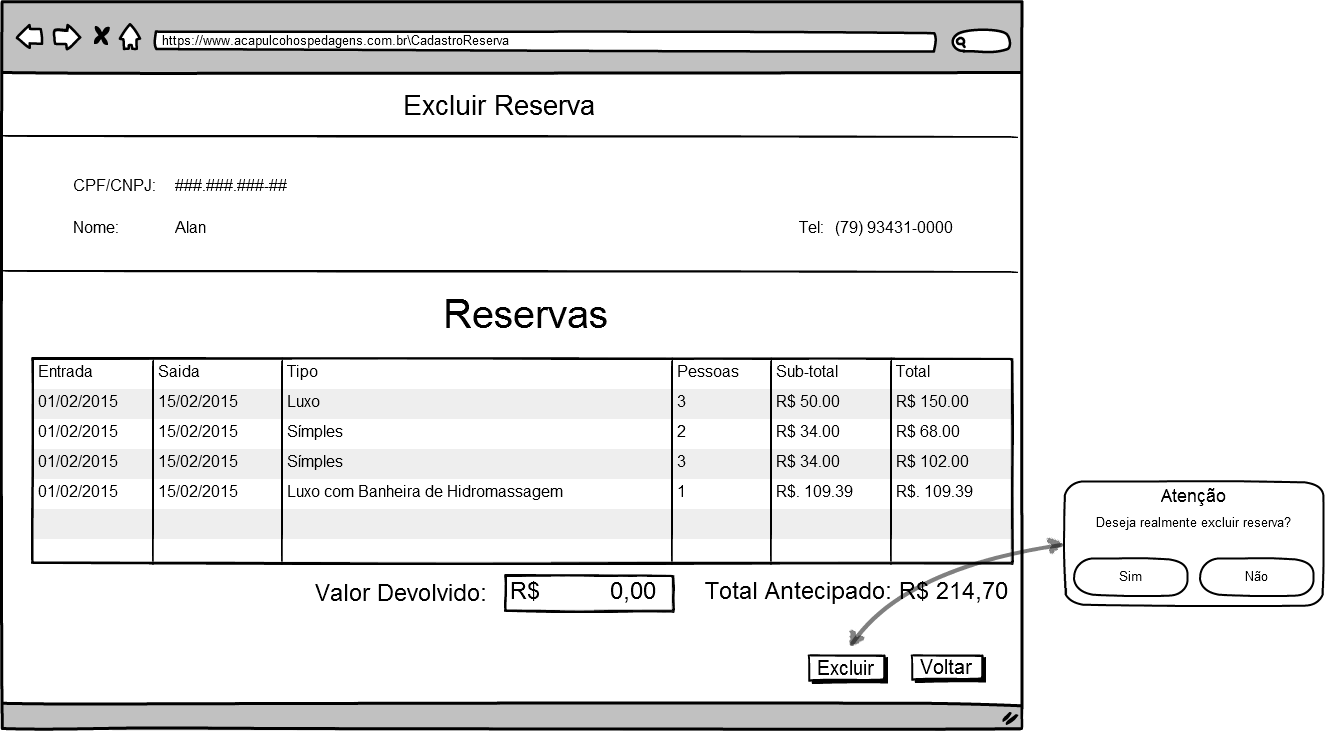 https://www.acapulcohospedagens.com.br\CadastroReserva
Excluir Reserva
CPF/CNPJ: ###.###.###-##
Nome: Alan Tel: (79) 93431-0000
Reservas
Entrada Saida Tipo Pessoas Sub-total Total
01/02/2015 15/02/2015 Luxo 3 R$ 50.00 R$ 150.00
01/02/2015 15/02/2015 Símples 2 R$ 34.00 R$ 68.00
01/02/2015 15/02/2015 Símples 3 R$ 34.00 R$ 102.00
01/02/2015 15/02/2015 Luxo com Banheira de Hidromassagem 1 R$. 109.39 R$. 109.39
Valor Devolvido: R$ 0,00 Total Antecipado: R$ 214,70
Excluir Voltar
Atenção
Deseja realmente excluir reserva?
Sim Não